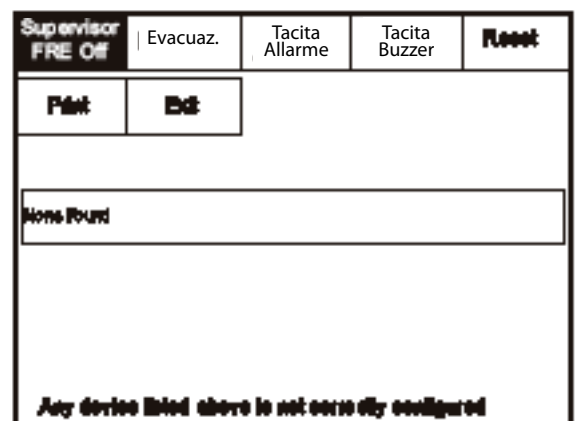 Supervisor
FRE Off
Evacuaz.
Tacita
Allarme
Tacita
Buzzer
Reset
Print
Exit
None Found
Any device listed above is not correctly configured